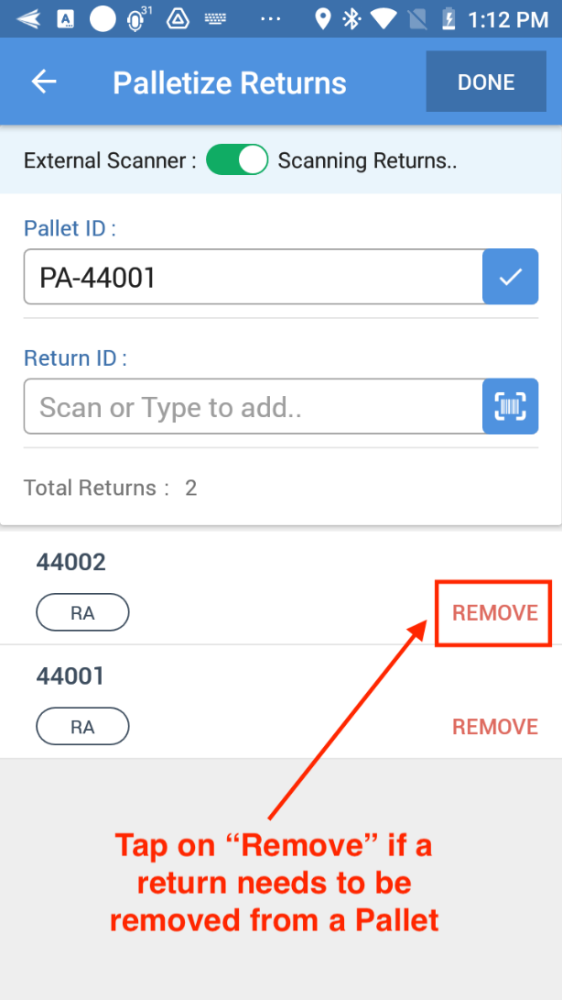 A 31 ... 1:12 PM
Palletize Returns DONE
External Scanner : Scanning Returns..
Pallet ID :
PA-44001
Return ID :
Scan or Type to add..
Total Returns : 2
44002
RA REMOVE
44001
RA REMOVE
Tap on “Remove” if a
return needs to be
removed from a Pallet